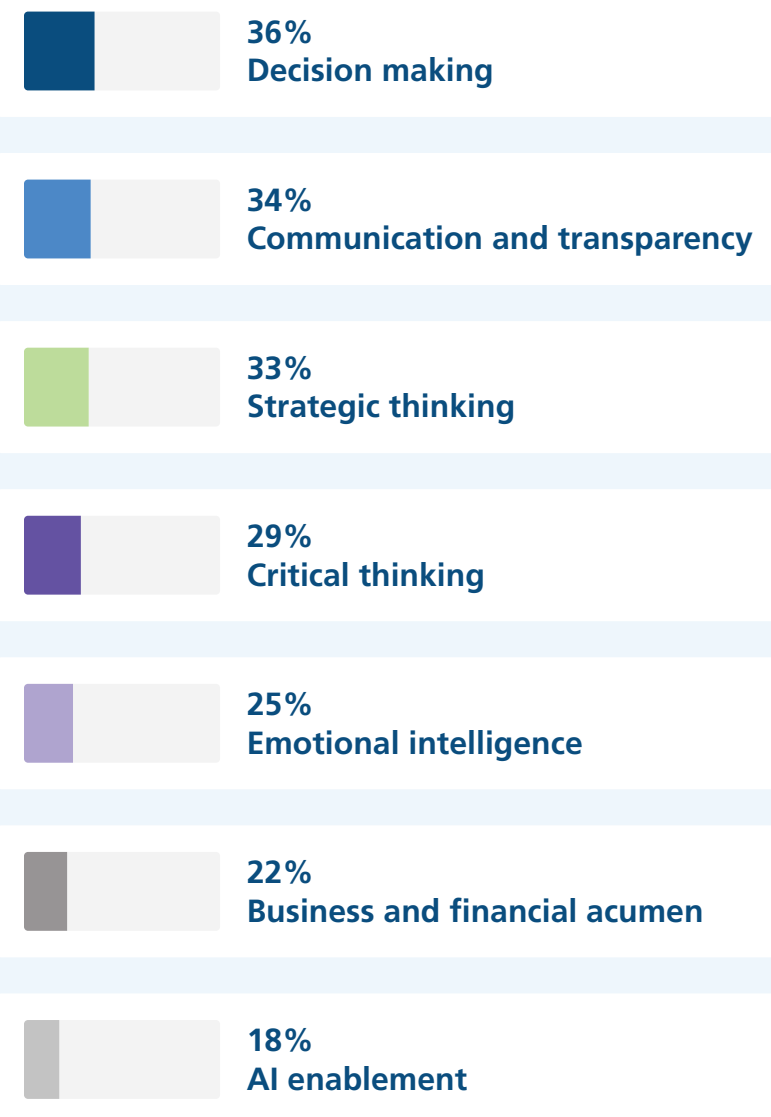 36%
Decision making
34%
Communication and transparency
33%
Strategic thinking
29%
Critical thinking
25%
Emotional intelligence
22%
Business and financial acumen
18%
AI enablement